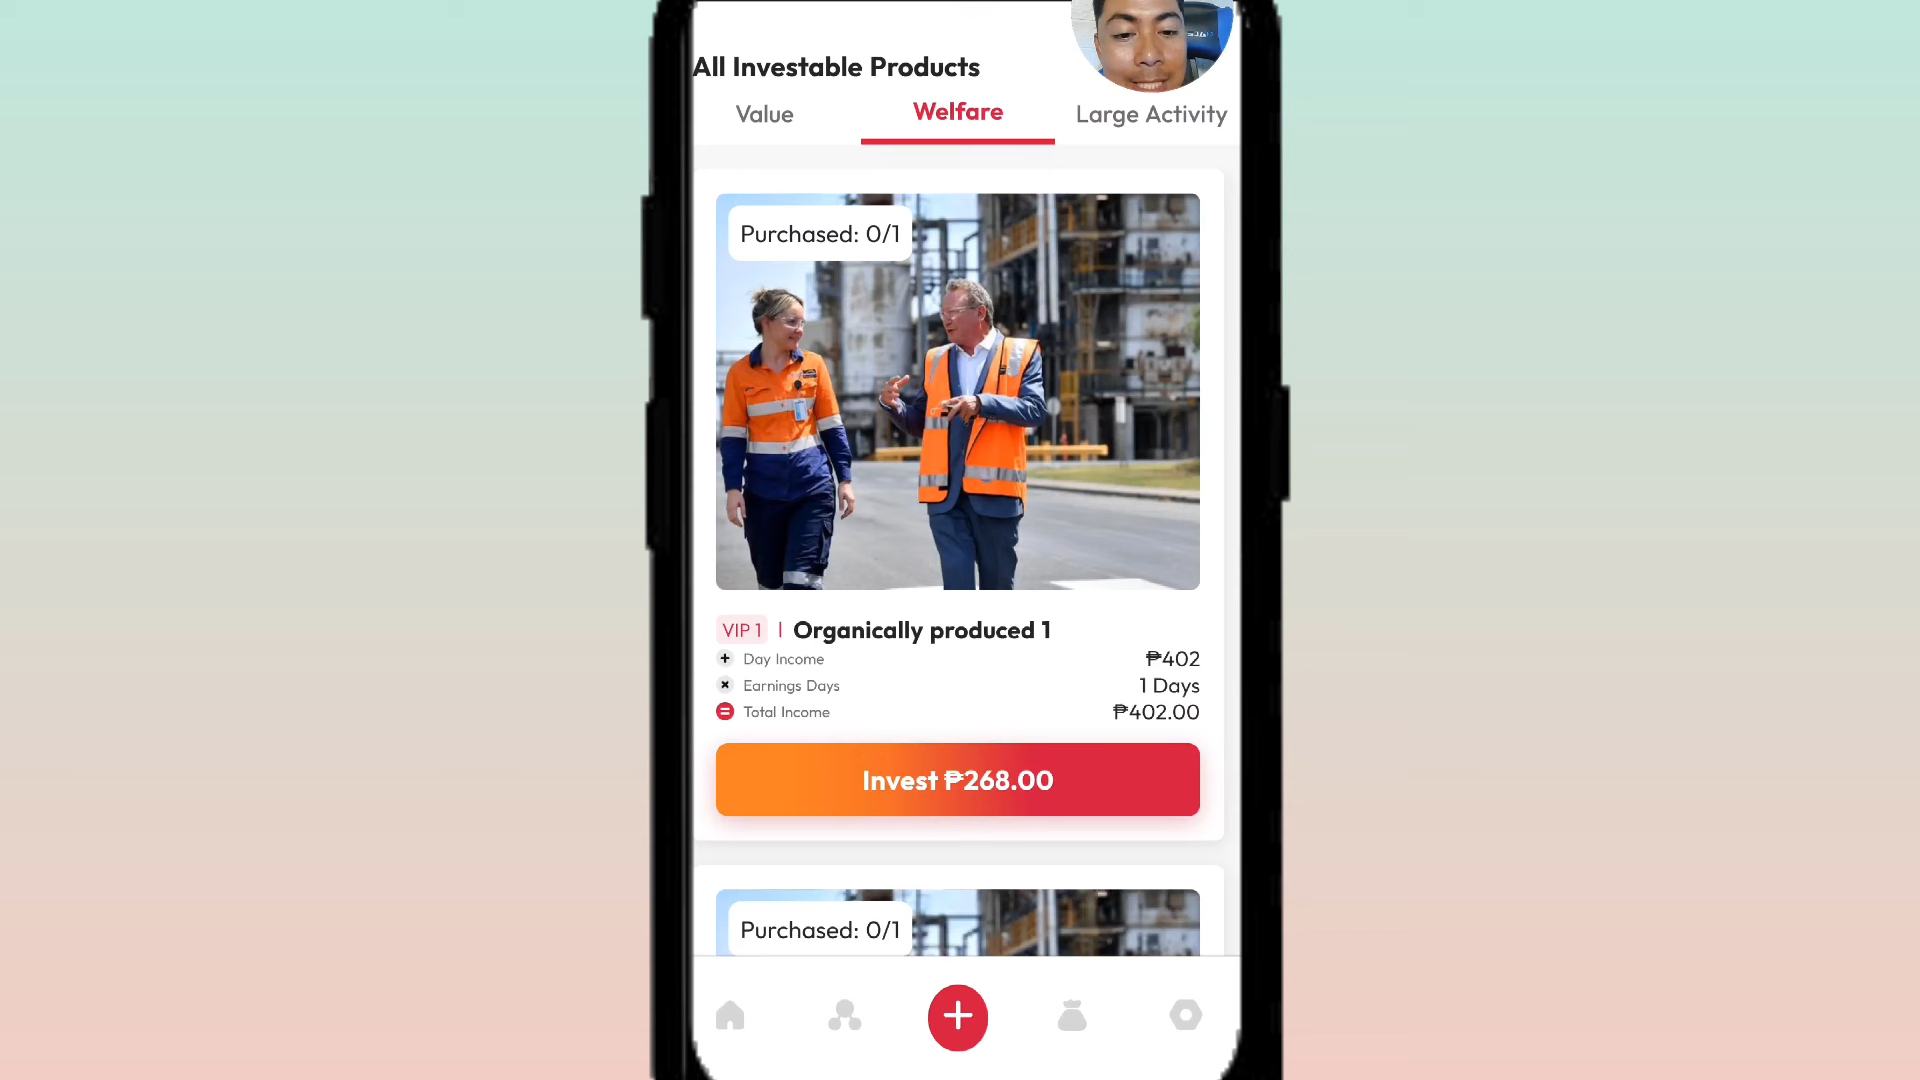 All Investable Products
Value
Welfare
Large Activity
Purchased: 0/1
VIP 1 | Organically produced 1
Day Income ₱402
Earnings Days 1 Days
Total Income ₱402.00
Invest ₱268.00
Purchased: 0/1